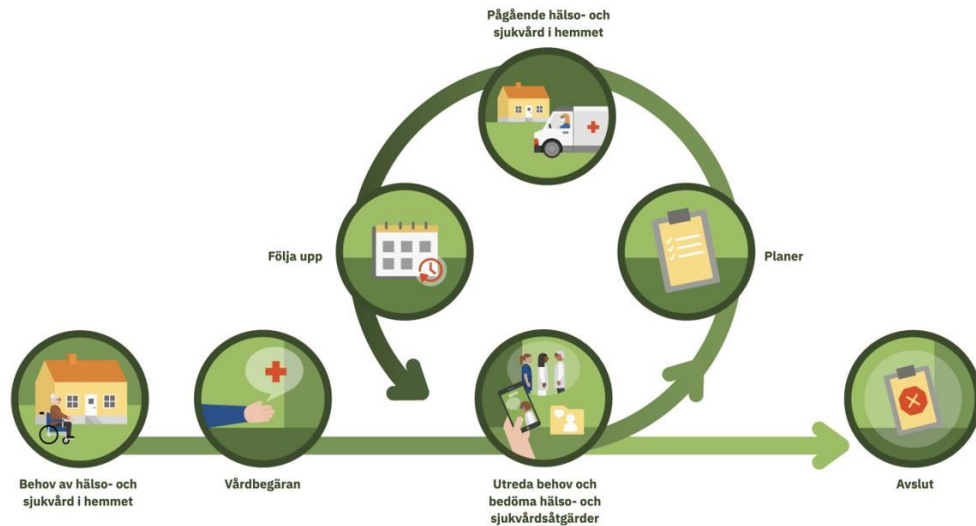 Pågående hälso- och
sjukvård i hemmet
Följa upp
Planer
Behov av hälso- och
sjukvård i hemmet
Vårdbegäran
Utreda behov och
bedöma hälso- och
sjukvårdsåtgärder
Avslut